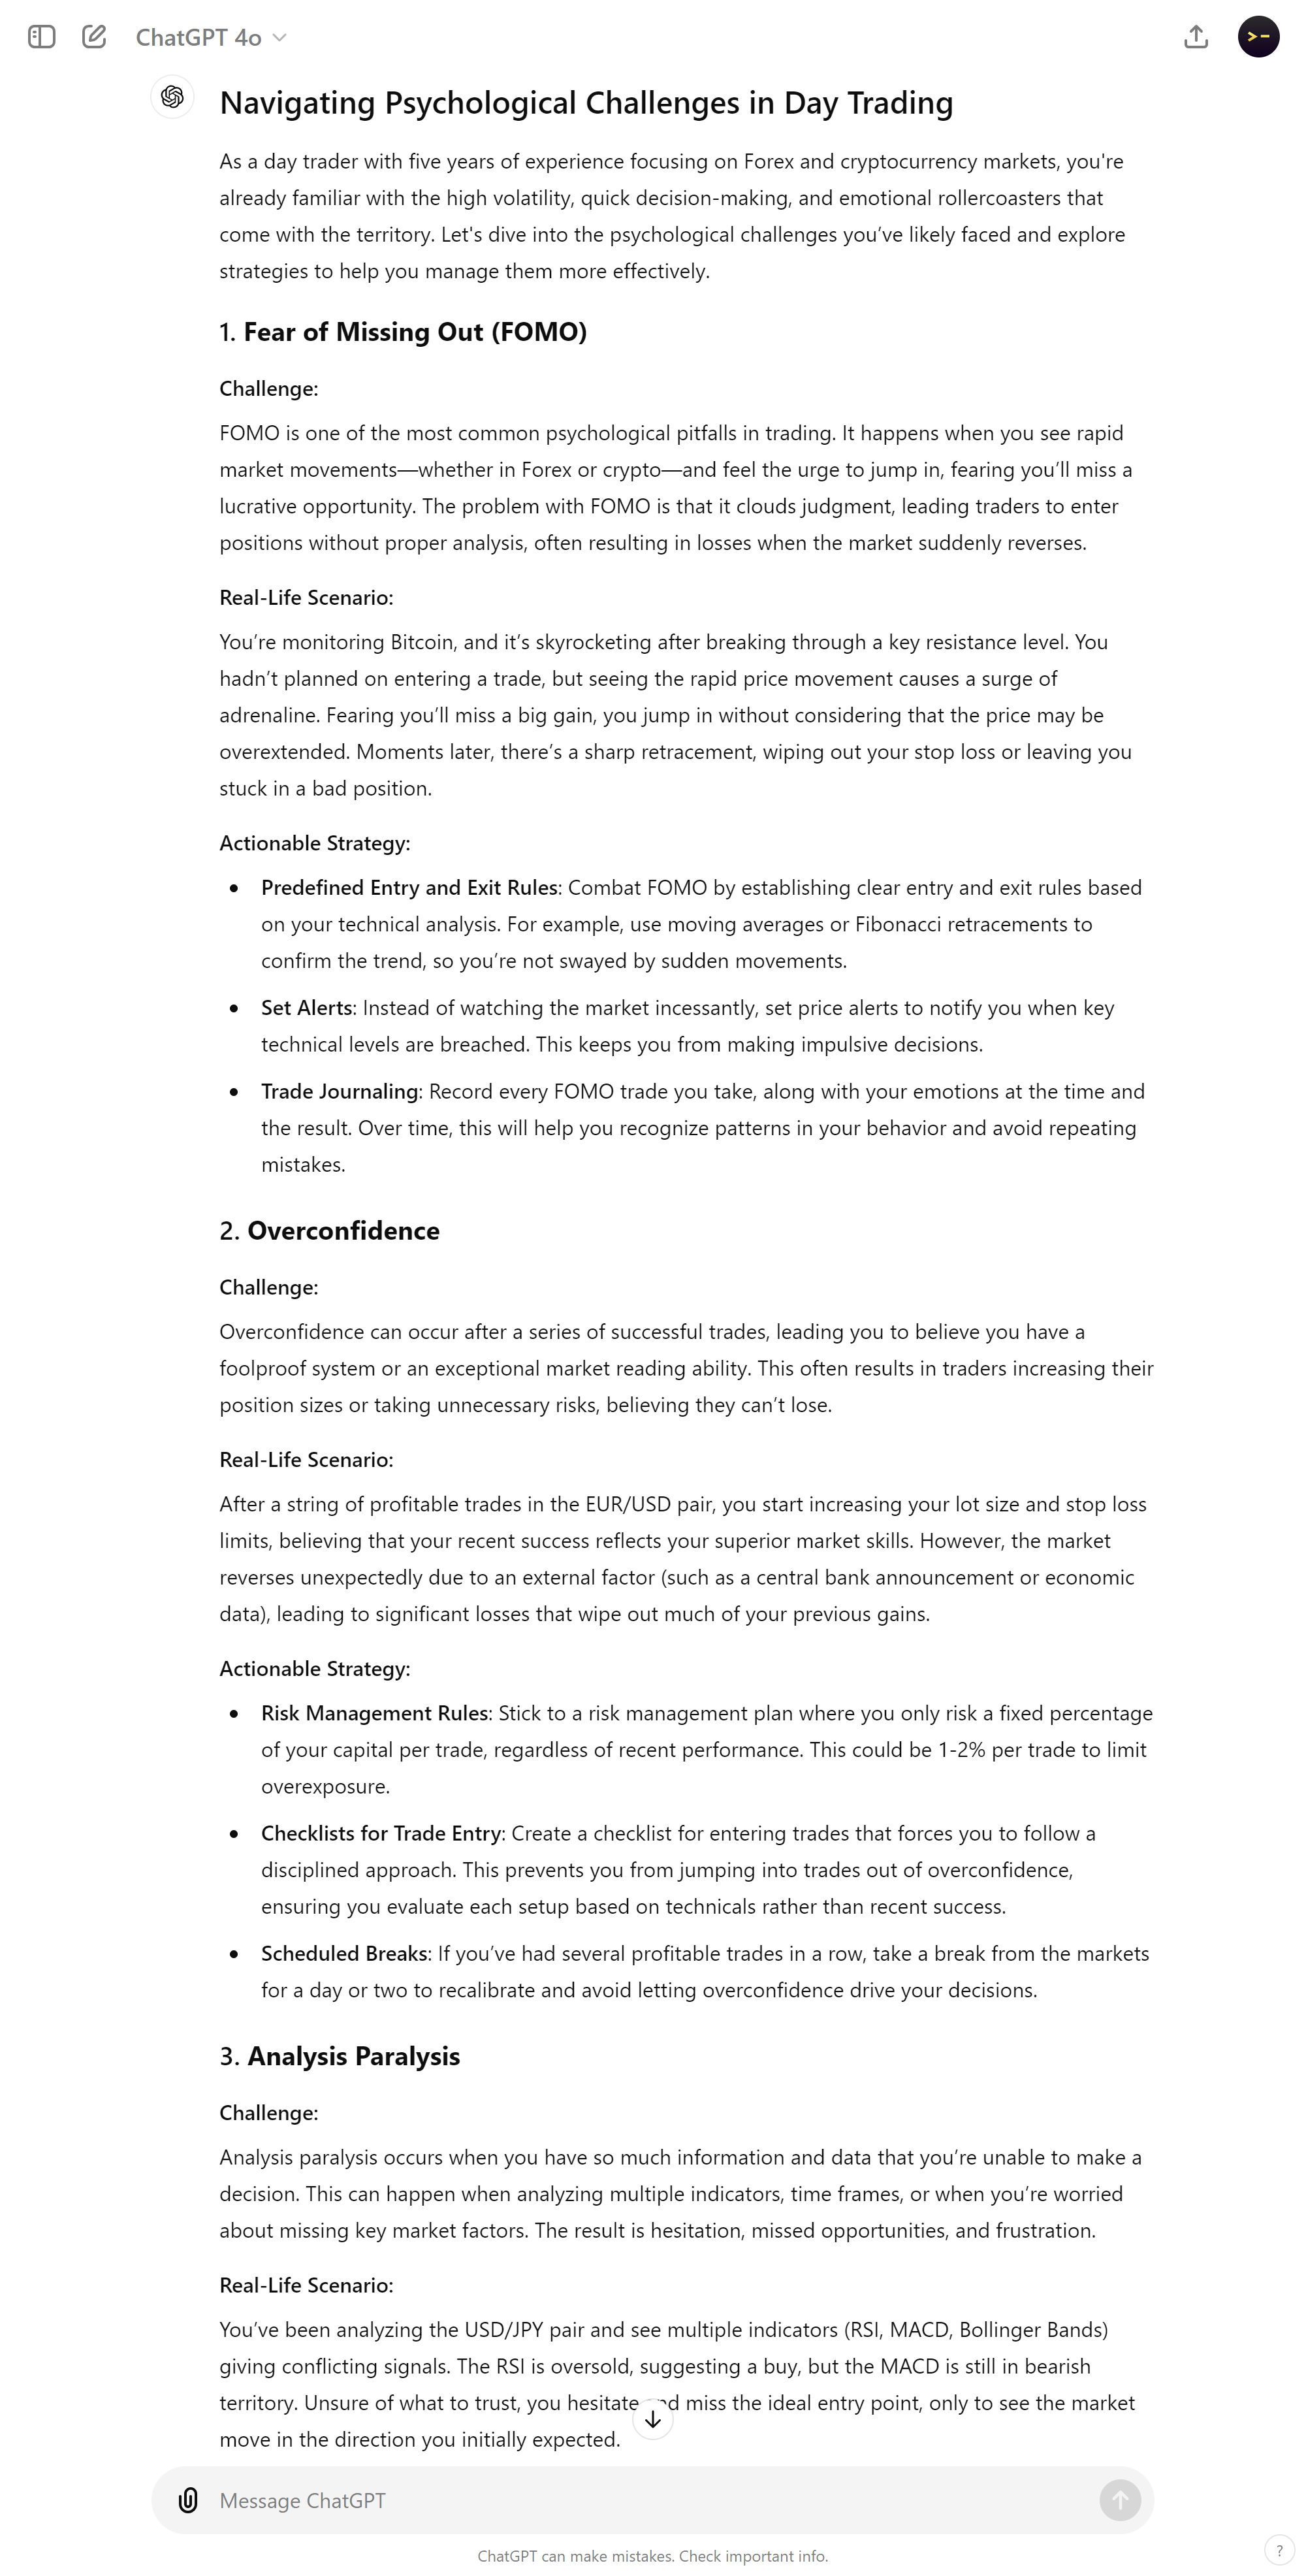 ChatGPT 4o
Navigating Psychological Challenges in Day Trading
As a day trader with five years of experience focusing on Forex and cryptocurrency markets, you're
already familiar with the high volatility, quick decision-making, and emotional rollercoasters that
come with the territory. Let's dive into the psychological challenges you’ve likely faced and explore
strategies to help you manage them more effectively.
1. Fear of Missing Out (FOMO)
Challenge:
FOMO is one of the most common psychological pitfalls in trading. It happens when you see rapid
market movements—whether in Forex or crypto—and feel the urge to jump in, fearing you’ll miss a
lucrative opportunity. The problem with FOMO is that it clouds judgment, leading traders to enter
positions without proper analysis, often resulting in losses when the market suddenly reverses.
Real-Life Scenario:
You’re monitoring Bitcoin, and it’s skyrocketing after breaking through a key resistance level. You
hadn’t planned on entering a trade, but seeing the rapid price movement causes a surge of
adrenaline. Fearing you’ll miss a big gain, you jump in without considering that the price may be
overextended. Moments later, there’s a sharp retracement, wiping out your stop loss or leaving you
stuck in a bad position.
Actionable Strategy:
• Predefined Entry and Exit Rules: Combat FOMO by establishing clear entry and exit rules based
on your technical analysis. For example, use moving averages or Fibonacci retracements to
confirm the trend, so you’re not swayed by sudden movements.
• Set Alerts: Instead of watching the market incessantly, set price alerts to notify you when key
technical levels are breached. This keeps you from making impulsive decisions.
• Trade Journaling: Record every FOMO trade you take, along with your emotions at the time and
the result. Over time, this will help you recognize patterns in your behavior and avoid repeating
mistakes.
2. Overconfidence
Challenge:
Overconfidence can occur after a series of successful trades, leading you to believe you have a
foolproof system or an exceptional market reading ability. This often results in traders increasing their
position sizes or taking unnecessary risks, believing they can’t lose.
Real-Life Scenario:
After a string of profitable trades in the EUR/USD pair, you start increasing your lot size and stop loss
limits, believing that your recent success reflects your superior market skills. However, the market
reverses unexpectedly due to an external factor (such as a central bank announcement or economic
data), leading to significant losses that wipe out much of your previous gains.
Actionable Strategy:
• Risk Management Rules: Stick to a risk management plan where you only risk a fixed percentage
of your capital per trade, regardless of recent performance. This could be 1-2% per trade to limit
overexposure.
• Checklists for Trade Entry: Create a checklist for entering trades that forces you to follow a
disciplined approach. This prevents you from jumping into trades out of overconfidence,
ensuring you evaluate each setup based on technicals rather than recent success.
• Scheduled Breaks: If you’ve had several profitable trades in a row, take a break from the markets
for a day or two to recalibrate and avoid letting overconfidence drive your decisions.
3. Analysis Paralysis
Challenge:
Analysis paralysis occurs when you have so much information and data that you’re unable to make a
decision. This can happen when analyzing multiple indicators, time frames, or when you’re worried
about missing key market factors. The result is hesitation, missed opportunities, and frustration.
Real-Life Scenario:
You’ve been analyzing the USD/JPY pair and see multiple indicators (RSI, MACD, Bollinger Bands)
giving conflicting signals. The RSI is oversold, suggesting a buy, but the MACD is still in bearish
territory. Unsure of what to trust, you hesitate and miss the ideal entry point, only to see the market
move in the direction you initially expected.
Message ChatGPT
ChatGPT can make mistakes. Check important info.
?